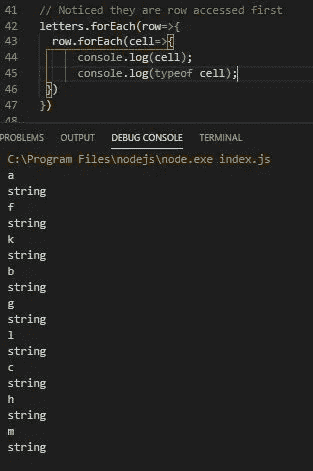 41 // Noticed they are row accessed first
42 letters.forEach(row=>{
43 row.forEach(cell=>{
44 console.log(cell);
45 console.log(typeof cell);
46 })
47 })
PROBLEMS OUTPUT DEBUG CONSOLE TERMINAL
C:\Program Files\nodejs\node.exe index.js
a
string
f
string
k
string
b
string
g
string
l
string
c
string
h
string
m
string